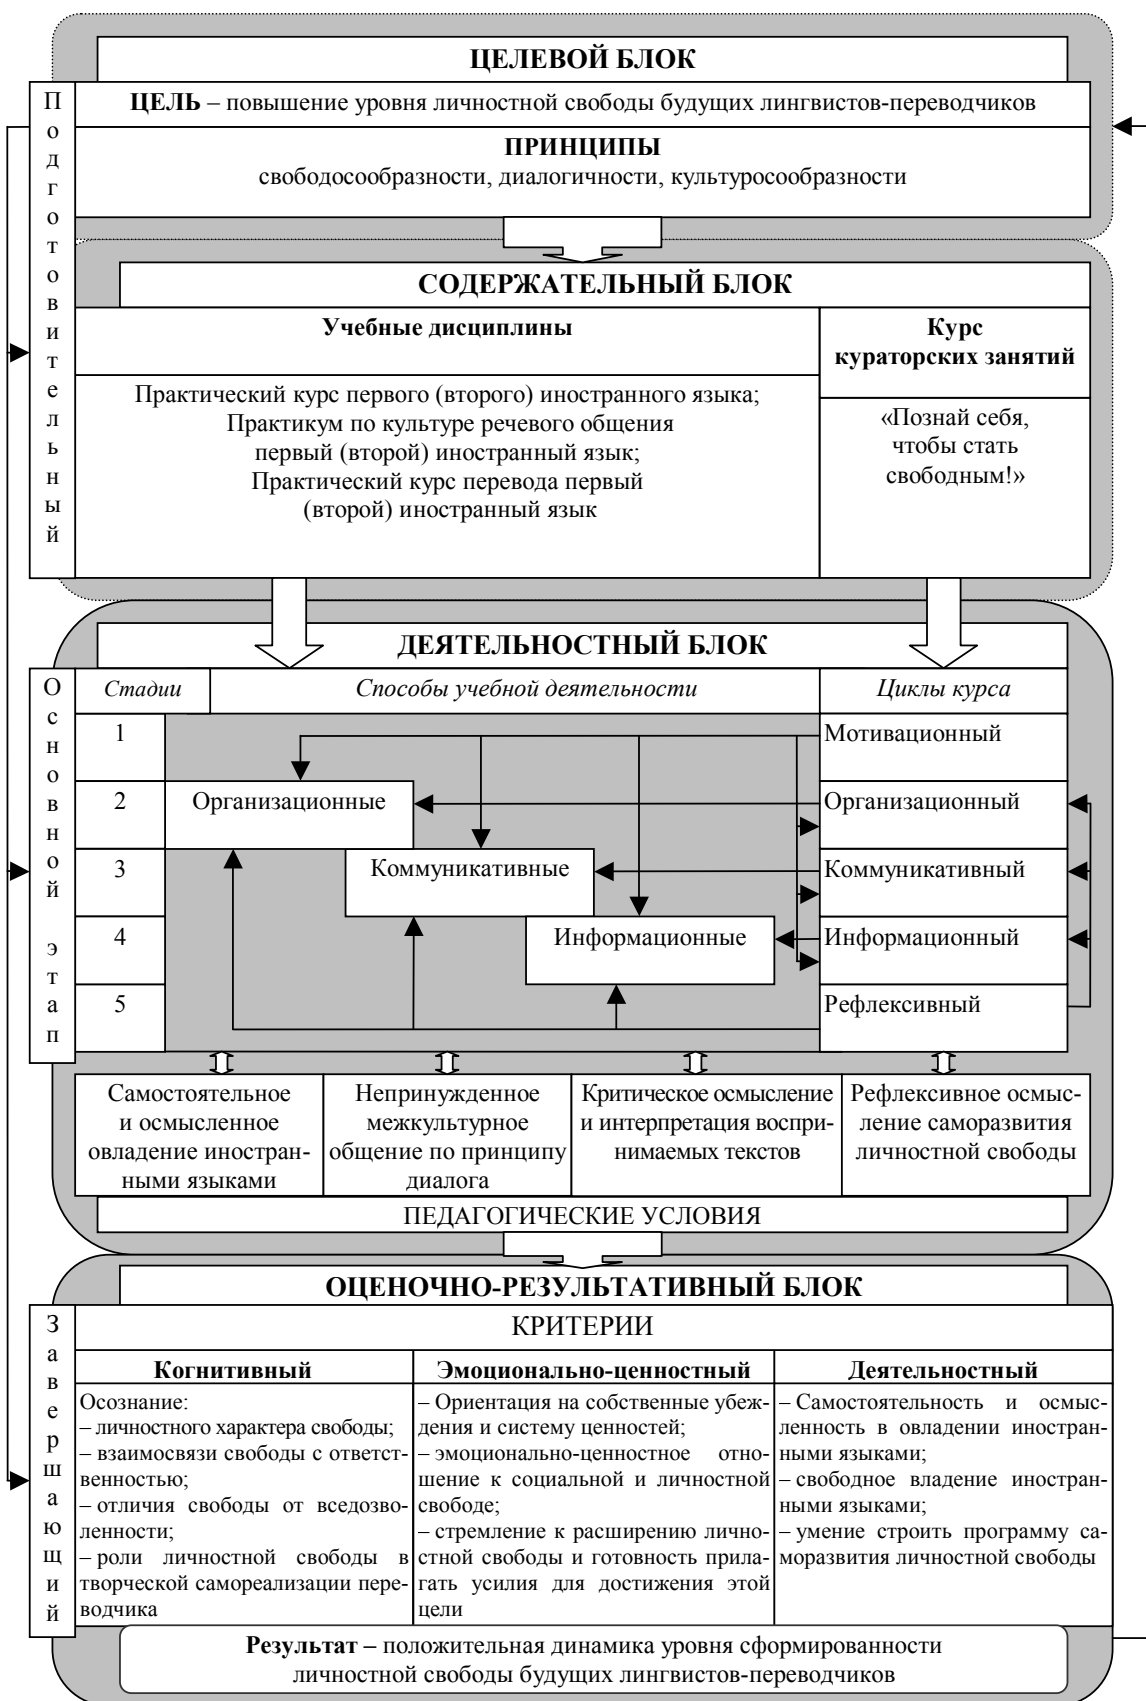 ЦЕЛЕВОЙ БЛОК
Подготовительный
ЦЕЛЬ – повышение уровня личностной свободы будущих лингвистов-переводчиков
ПРИНЦИПЫ
свободосообразности, диалогичности, культуросообразности
СОДЕРЖАТЕЛЬНЫЙ БЛОК
Учебные дисциплины
Практический курс первого (второго) иностранного языка;
Практикум по культуре речевого общения
первый (второй) иностранный язык;
Практический курс перевода первый
(второй) иностранный язык
Курс
кураторских занятий
«Познай себя,
чтобы стать
свободным!»
ДЕЯТЕЛЬНОСТНЫЙ БЛОК
Основной этап
Стадии
Способы учебной деятельности
Циклы курса
1
Мотивационный
2
Организационные
Организационный
3
Коммуникативные
Коммуникативный
4
Информационные
Информационный
5
Рефлексивный
Самостоятельное
и осмысленное
овладение иностран-
ными языками
Непринужденное
межкультурное
общение по принципу
диалога
Критическое осмысление
и интерпретация воспри-
нимаемых текстов
Рефлексивное осмыс-
ление саморазвития
личностной свободы
ПЕДАГОГИЧЕСКИЕ УСЛОВИЯ
ОЦЕНОЧНО-РЕЗУЛЬТАТИВНЫЙ БЛОК
Завершающий
КРИТЕРИИ
Когнитивный
Осознание:
– личностного характера свободы;
– взаимосвязи свободы с ответст-
венностью;
– отличия свободы от вседозво-
ленности;
– роли личностной свободы в
творческой самореализации пере-
водчика
Эмоционально-ценностный
– Ориентация на собственные убеж-
дения и систему ценностей;
– эмоционально-ценностное отно-
шение к социальной и личностной
свободе;
– стремление к расширению лично-
стной свободы и готовность прила-
гать усилия для достижения этой
цели
Деятельностный
– Самостоятельность и осмыс-
ленность в овладении иностран-
ными языками;
– свободное владение иностран-
ными языками;
– умение строить программу са-
моразвития личностной свободы
Результат – положительная динамика уровня сформированности
личностной свободы будущих лингвистов-переводчиков